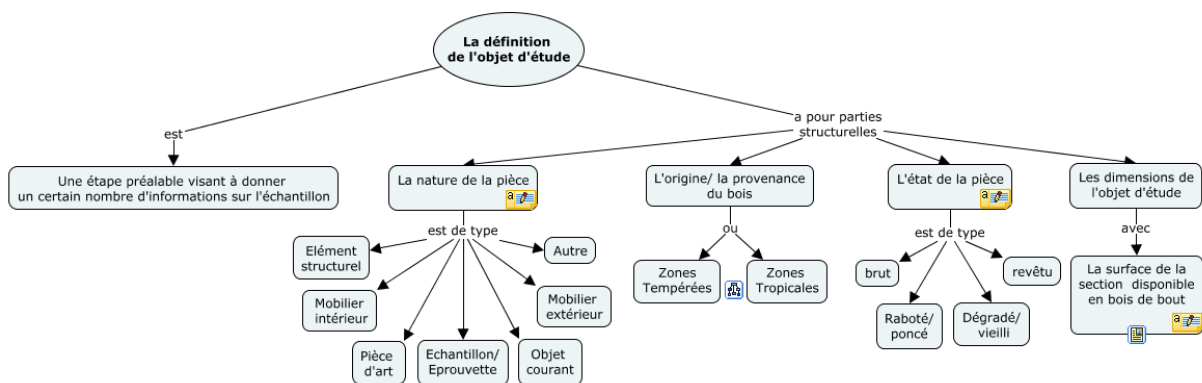 La définition
de l'objet d'étude
est
a pour parties
structurelles
Une étape préalable visant à donner
un certain nombre d'informations sur l'échantillon
La nature de la pièce
L'origine/ la provenance
du bois
L'état de la pièce
Les dimensions de
l'objet d'étude
est de type
ou
est de type
avec
Elément
structurel
Autre
Mobilier
intérieur
Mobilier
extérieur
Pièce
d'art
Echantillon/
Eprouvette
Objet
courant
Zones
Tempérées
Zones
Tropicales
brut
revêtu
Raboté/
poncé
Dégradé/
vieilli
La surface de la
section disponible
en bois de bout